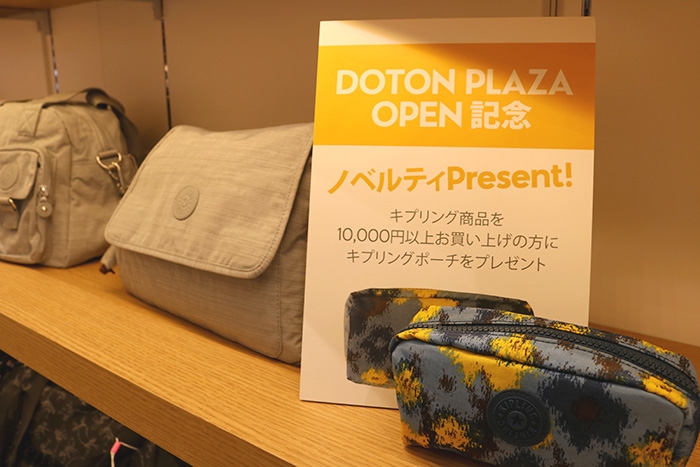 DOTON PLAZA
OPEN 記念
ノベルティPresent!
キプリング商品を
10,000円以上お買い上げの方に
キプリングポーチをプレゼント
KIPLING